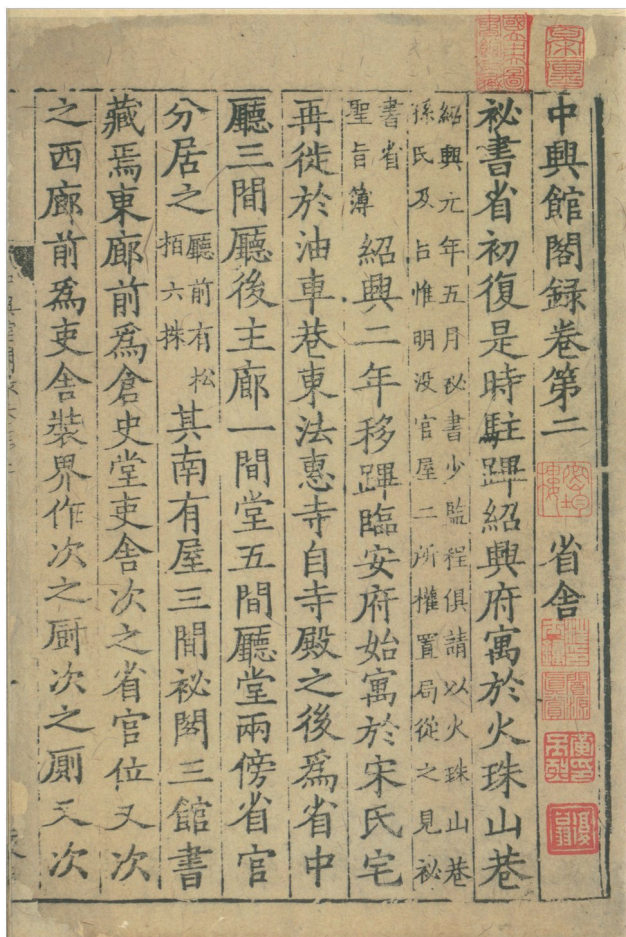 中興館閣録卷第二 省舍
祕書省初復是時駐蹕紹興府寓於火珠山巷
紹興元年五月秘書少監程俱請以火珠山巷
孫氏及吕惟明没官屋二所權置局從之見祕
書省
聖旨簿
紹興二年移蹕臨安府始寓於宋氏宅
再徙於油車巷東法惠寺自寺殿之後爲省中
廳三間廳後主廊一間堂五間廳堂兩傍省官
分居之
廳前有松
栢六株
其南有屋三間祕閣三館書
藏焉東廊前爲倉史堂吏舍次之省官位又次
之西廊前爲吏舍裝界作次之厨次之厠又次